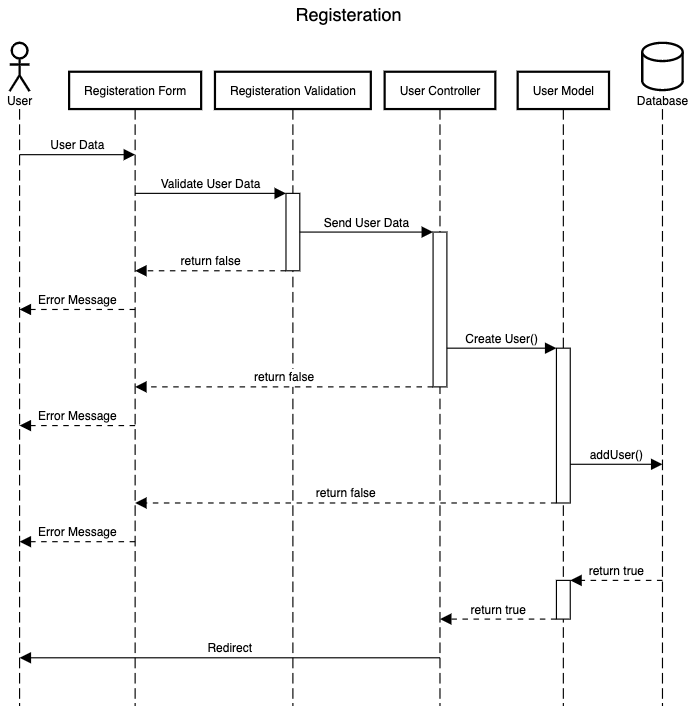 Registeration
User
Registeration Form
Registeration Validation
User Controller
User Model
Database
User Data
Validate User Data
Send User Data
return false
Error Message
Create User()
return false
Error Message
addUser()
return false
Error Message
return true
return true
Redirect